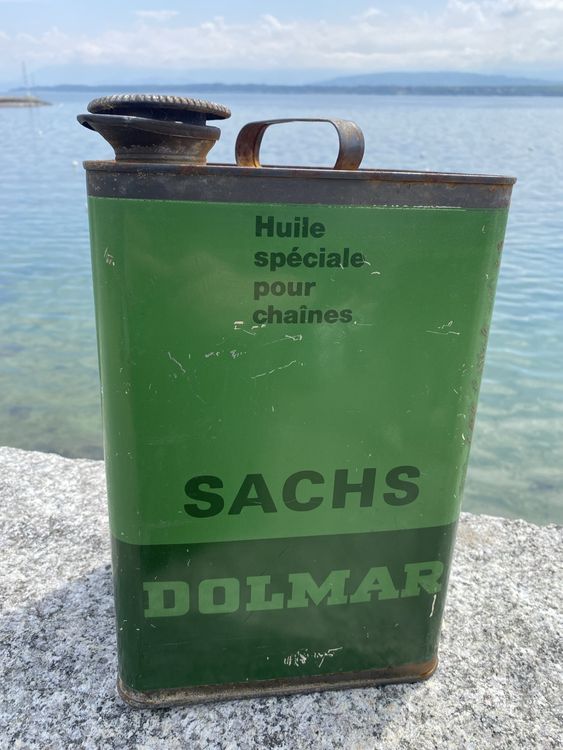 Huile
spéciale
pour
chaînes
SACHS
DOLMAR